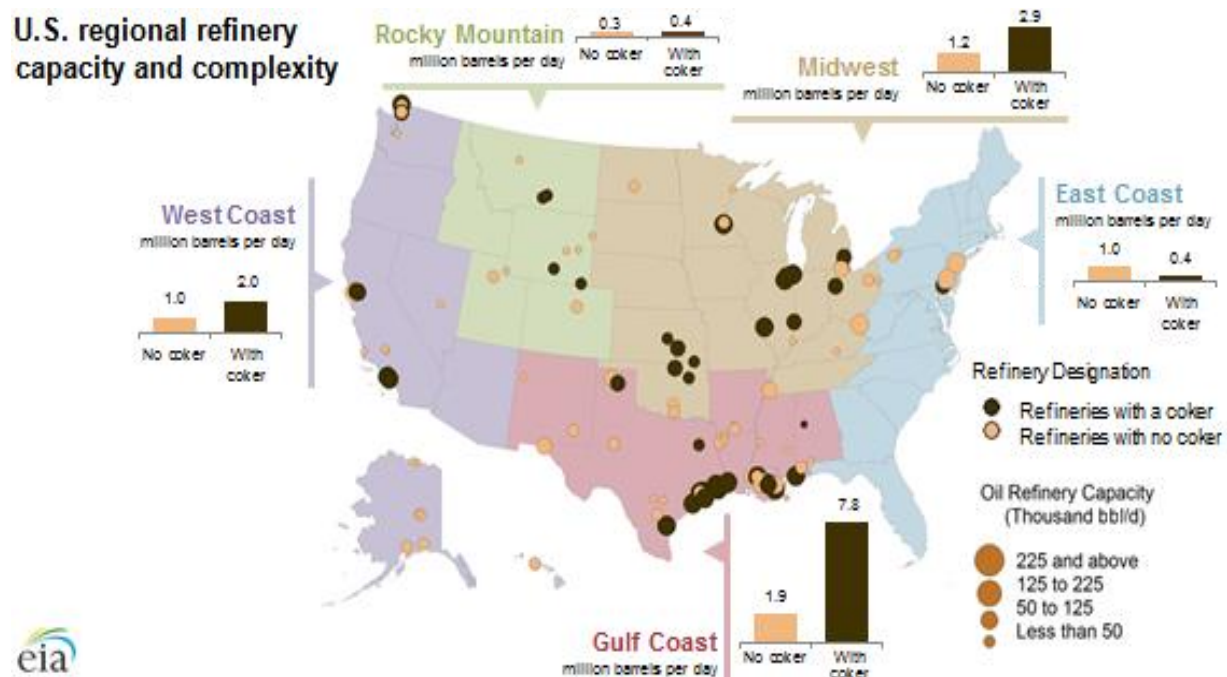 U.S. regional refinery
capacity and complexity
Rocky Mountain
million barrels per day
0.3
0.4
No coker
With
coker
Midwest
million barrels per day
1.2
2.9
No coker
With
coker
West Coast
million barrels per day
1.0
2.0
No coker
With
coker
East Coast
million barrels per day
1.0
0.4
No coker
With
coker
Refinery Designation
Refineries with a coker
Refineries with no coker
Oil Refinery Capacity
(Thousand bbl/d)
225 and above
125 to 225
50 to 125
Less than 50
Gulf Coast
million barrels per day
1.9
7.8
No coker
With
coker
eia